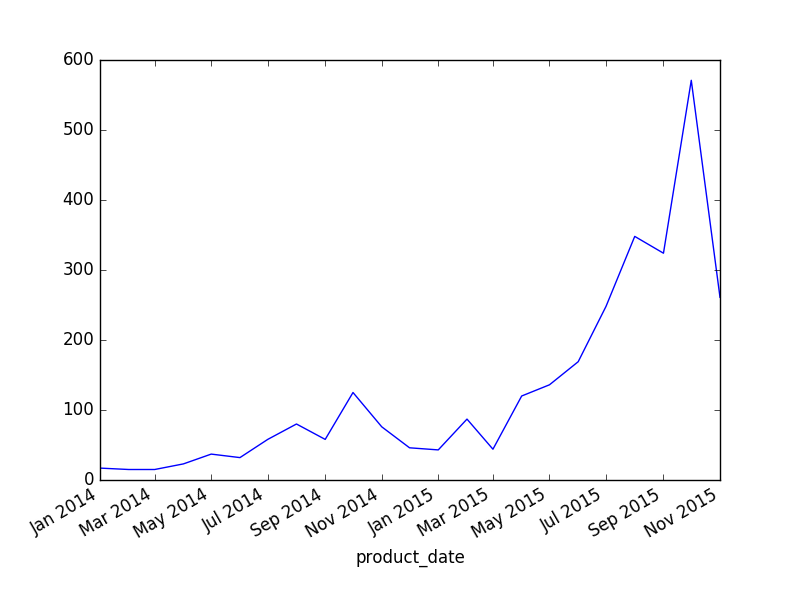 600
500
400
300
200
100
0
Jan 2014
Mar 2014
May 2014
Jul 2014
Sep 2014
Nov 2014
Jan 2015
Mar 2015
May 2015
Jul 2015
Sep 2015
Nov 2015
product_date